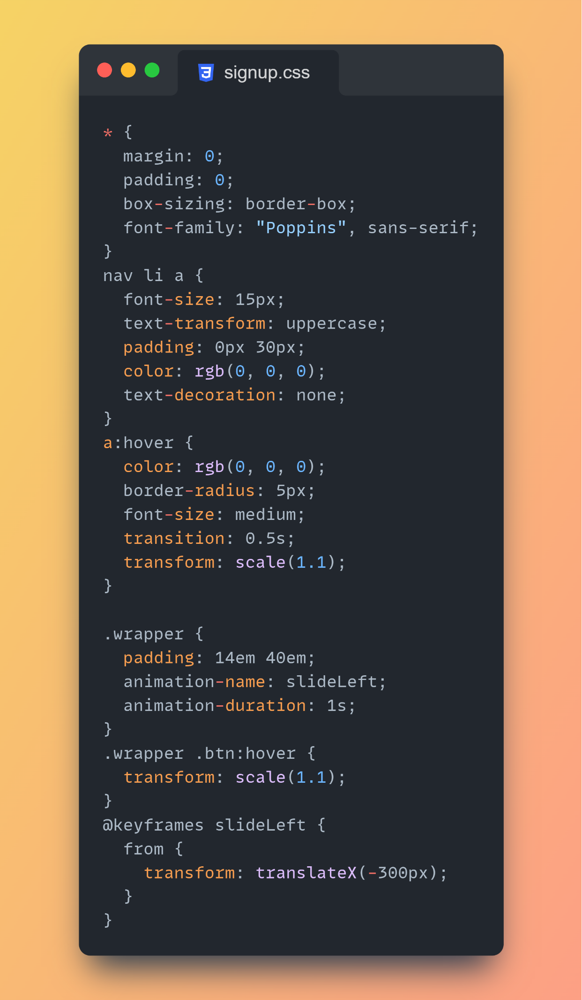 signup.css
* {
  margin: 0;
  padding: 0;
  box-sizing: border-box;
  font-family: "Poppins", sans-serif;
}
nav li a {
  font-size: 15px;
  text-transform: uppercase;
  padding: 0px 30px;
  color: rgb(0, 0, 0);
  text-decoration: none;
}
a:hover {
  color: rgb(0, 0, 0);
  border-radius: 5px;
  font-size: medium;
  transition: 0.5s;
  transform: scale(1.1);
}

.wrapper {
  padding: 14em 40em;
  animation-name: slideLeft;
  animation-duration: 1s;
}
.wrapper .btn:hover {
  transform: scale(1.1);
}
@keyframes slideLeft {
  from {
    transform: translateX(-300px);
  }
}